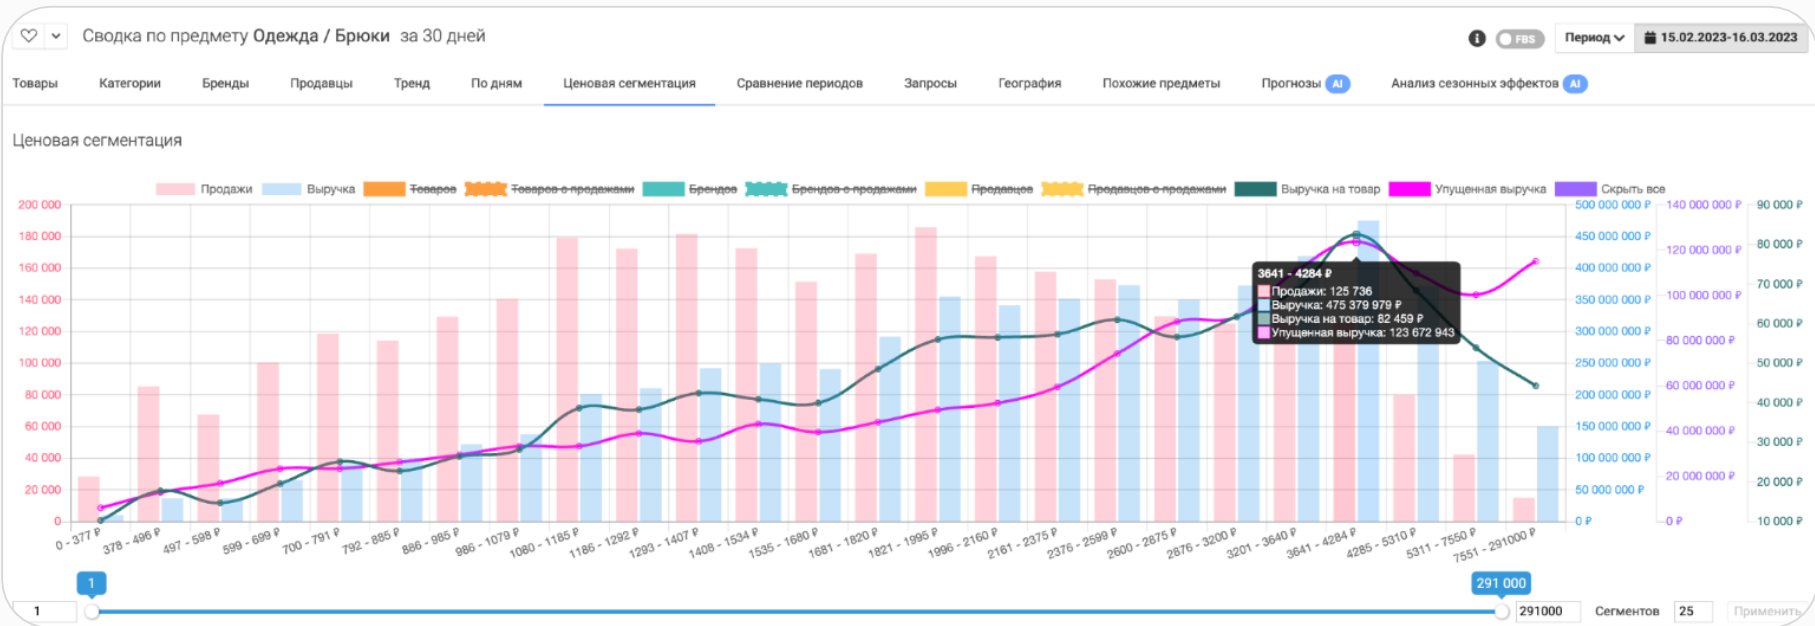 Сводка по предмету Одежда / Брюки за 30 дней
FBS
Период
15.02.2023-16.03.2023
Товары Категории Бренды Продавцы Тренд По дням Ценовая сегментация Сравнение периодов Запросы География Похожие предметы Прогнозы AI Анализ сезонных эффектов AI
Ценовая сегментация
Продажи Выручка Товаров Товаров с продажами Брендов Брендов с продажами Продавцов Продавцов с продажами Выручка на товар Упущенная выручка Скрыть все
200 000
180 000
160 000
140 000
120 000
100 000
80 000
60 000
40 000
20 000
0
500 000 000 ₽
450 000 000 ₽
400 000 000 ₽
350 000 000 ₽
300 000 000 ₽
250 000 000 ₽
200 000 000 ₽
150 000 000 ₽
100 000 000 ₽
50 000 000 ₽
0 ₽
140 000 000 ₽
120 000 000 ₽
100 000 000 ₽
80 000 000 ₽
60 000 000 ₽
40 000 000 ₽
20 000 000 ₽
0 ₽
90 000 ₽
80 000 ₽
70 000 ₽
60 000 ₽
50 000 ₽
40 000 ₽
30 000 ₽
20 000 ₽
10 000 ₽
3641 - 4284 ₽
Продажи: 125 736
Выручка: 475 379 979 ₽
Выручка на товар: 82 459 ₽
Упущенная выручка: 123 672 943
0 - 377 ₽
378 - 496 ₽
497 - 598 ₽
599 - 699 ₽
700 - 791 ₽
792 - 885 ₽
886 - 985 ₽
986 - 1079 ₽
1080 - 1185 ₽
1186 - 1292 ₽
1293 - 1407 ₽
1408 - 1534 ₽
1535 - 1680 ₽
1681 - 1820 ₽
1821 - 1995 ₽
1996 - 2160 ₽
2161 - 2375 ₽
2376 - 2599 ₽
2600 - 2875 ₽
2876 - 3200 ₽
3201 - 3640 ₽
3641 - 4284 ₽
4285 - 5310 ₽
5311 - 7550 ₽
7551 - 291000 ₽
1
291 000
1
291000
Сегментов 25 Применить